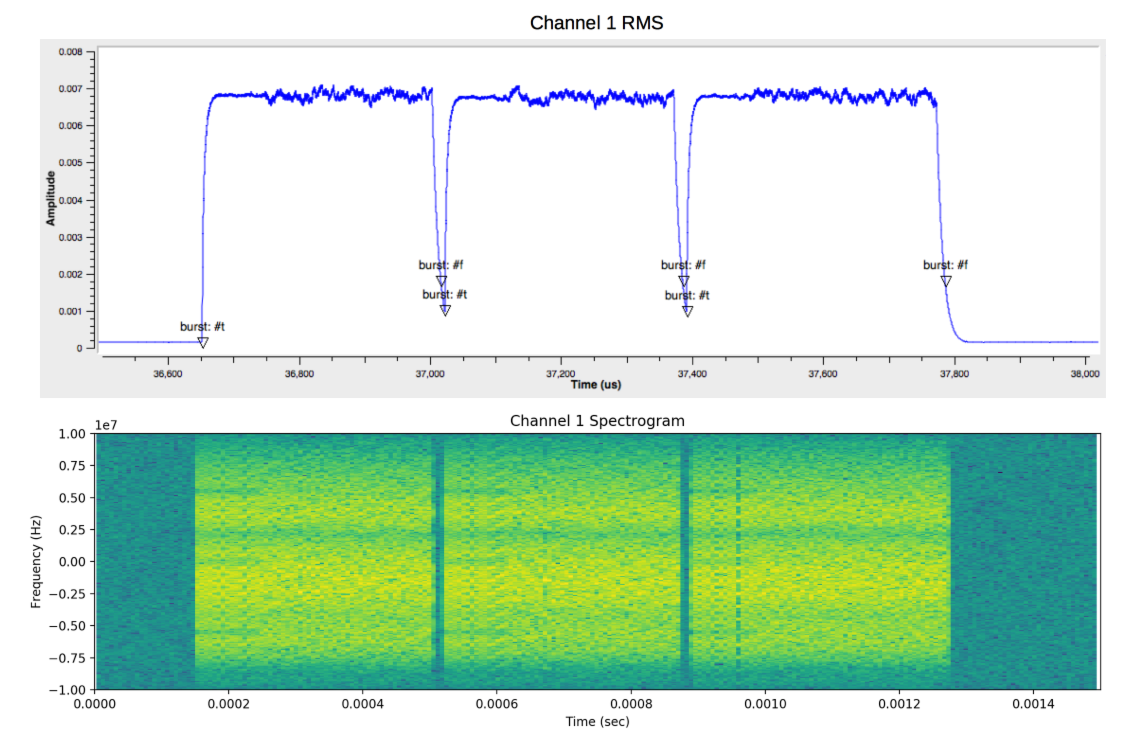 Channel 1 RMS
0.008
0.007
0.006
0.005
0.004
0.003
0.002
0.001
0
Amplitude
burst: #t
burst: #f
burst: #t
burst: #f
burst: #t
burst: #f
36,600
36,800
37,000
37,200
37,400
37,600
37,800
38,000
Time (us)
Channel 1 Spectrogram
1e7
1.00
0.75
0.50
0.25
0.00
−0.25
−0.50
−0.75
−1.00
Frequency (Hz)
0.0000
0.0002
0.0004
0.0006
0.0008
0.0010
0.0012
0.0014
Time (sec)